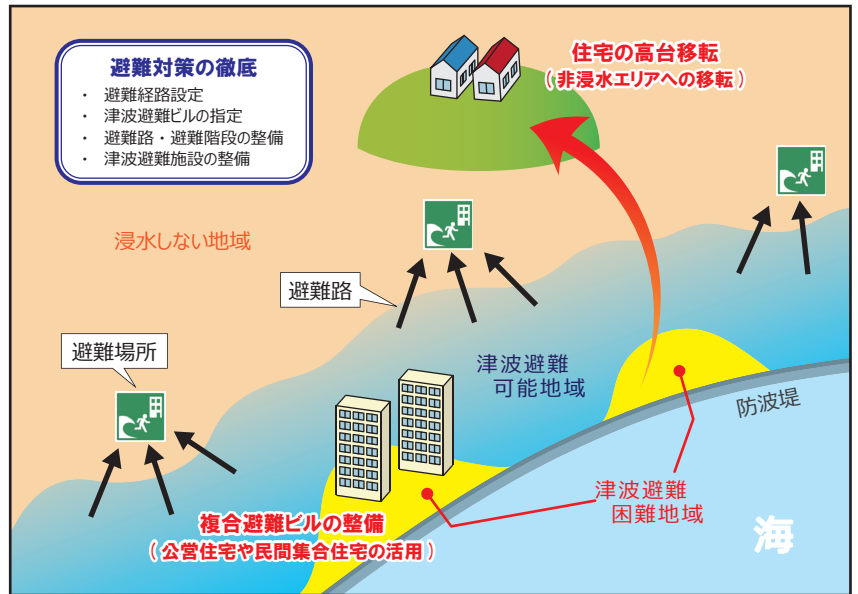 避難対策の徹底
・ 避難経路設定
・ 津波避難ビルの指定
・ 避難路・避難階段の整備
・ 津波避難施設の整備
住宅の高台移転
（非浸水エリアへの移転）
浸水しない地域
避難路
避難場所
津波避難
可能地域
防波堤
津波避難
困難地域
複合避難ビルの整備
（公営住宅や民間集合住宅の活用）
海